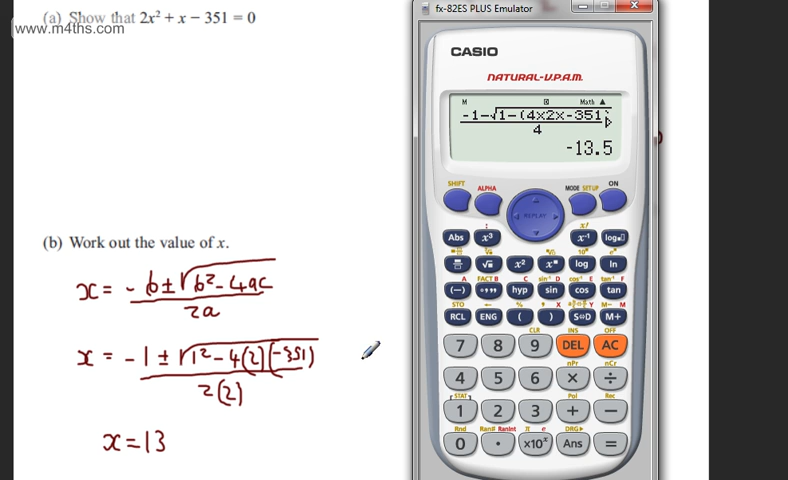 (a) Show that 2x² + x − 351 = 0
www.m4ths.com
(b) Work out the value of x.
x = -b±√b²-4ac
2a
x = -1 ± √1²-4(2)(-351)
2(2)
x=13
fx-82ES PLUS Emulator
CASIO
NATURAL-V.P.A.M.
M Math ▲
-1-√1-(4×2×-351)
4
-13.5
SHIFT ALPHA MODE SETUP ON
REPLAY
Abs x³ x⁻¹ log
√ x² log ln
(−) hyp sin cos tan
RCL ENG ( ) S⇔D M+
7 8 9 DEL AC
4 5 6 × ÷
1 2 3 + −
0 • ×10ˣ Ans =